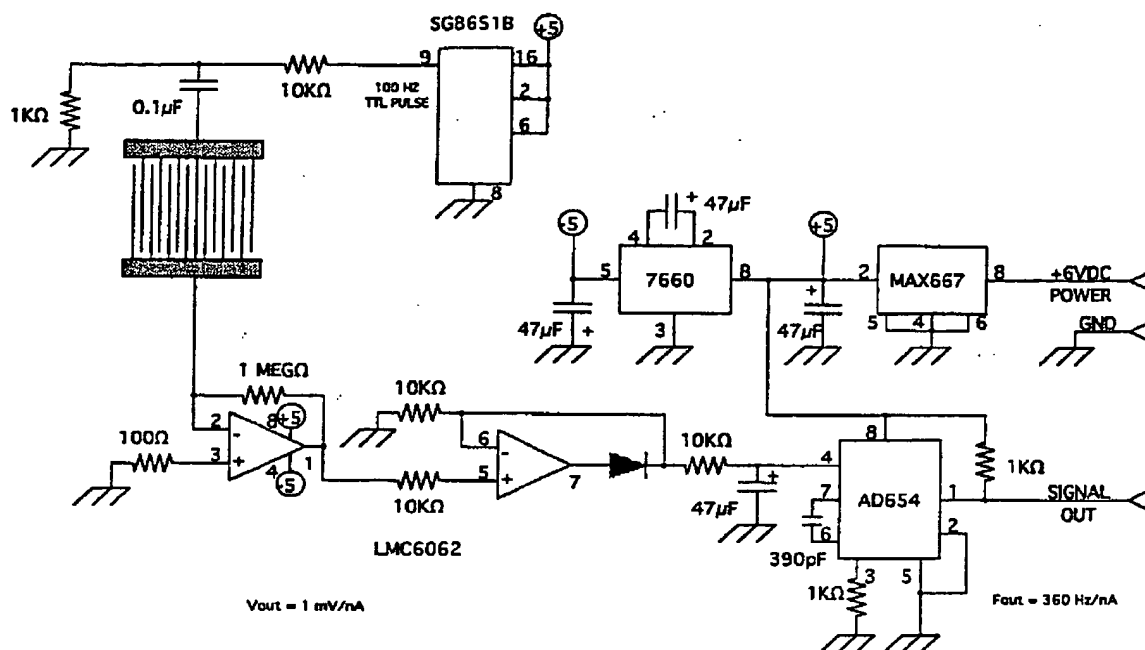 SG8651B
+5
9
16
2
6
8
100 HZ
TTL PULSE
10KΩ
0.1µF
1KΩ
+
47µF
+5
4
2
5
7660
8
3
47µF
+
+5
+
47µF
2
MAX667
8
5
4
6
+6VDC
POWER
GND
1 MEGΩ
2
-
8
+5
100Ω
3
+
4
-5
1
10KΩ
6
-
5
+
7
10KΩ
10KΩ
+
47µF
LMC6062
8
4
7
AD654
1
6
2
390pF
3
5
1KΩ
1KΩ
SIGNAL
OUT
Vout = 1 mV/nA
Fout = 360 Hz/nA